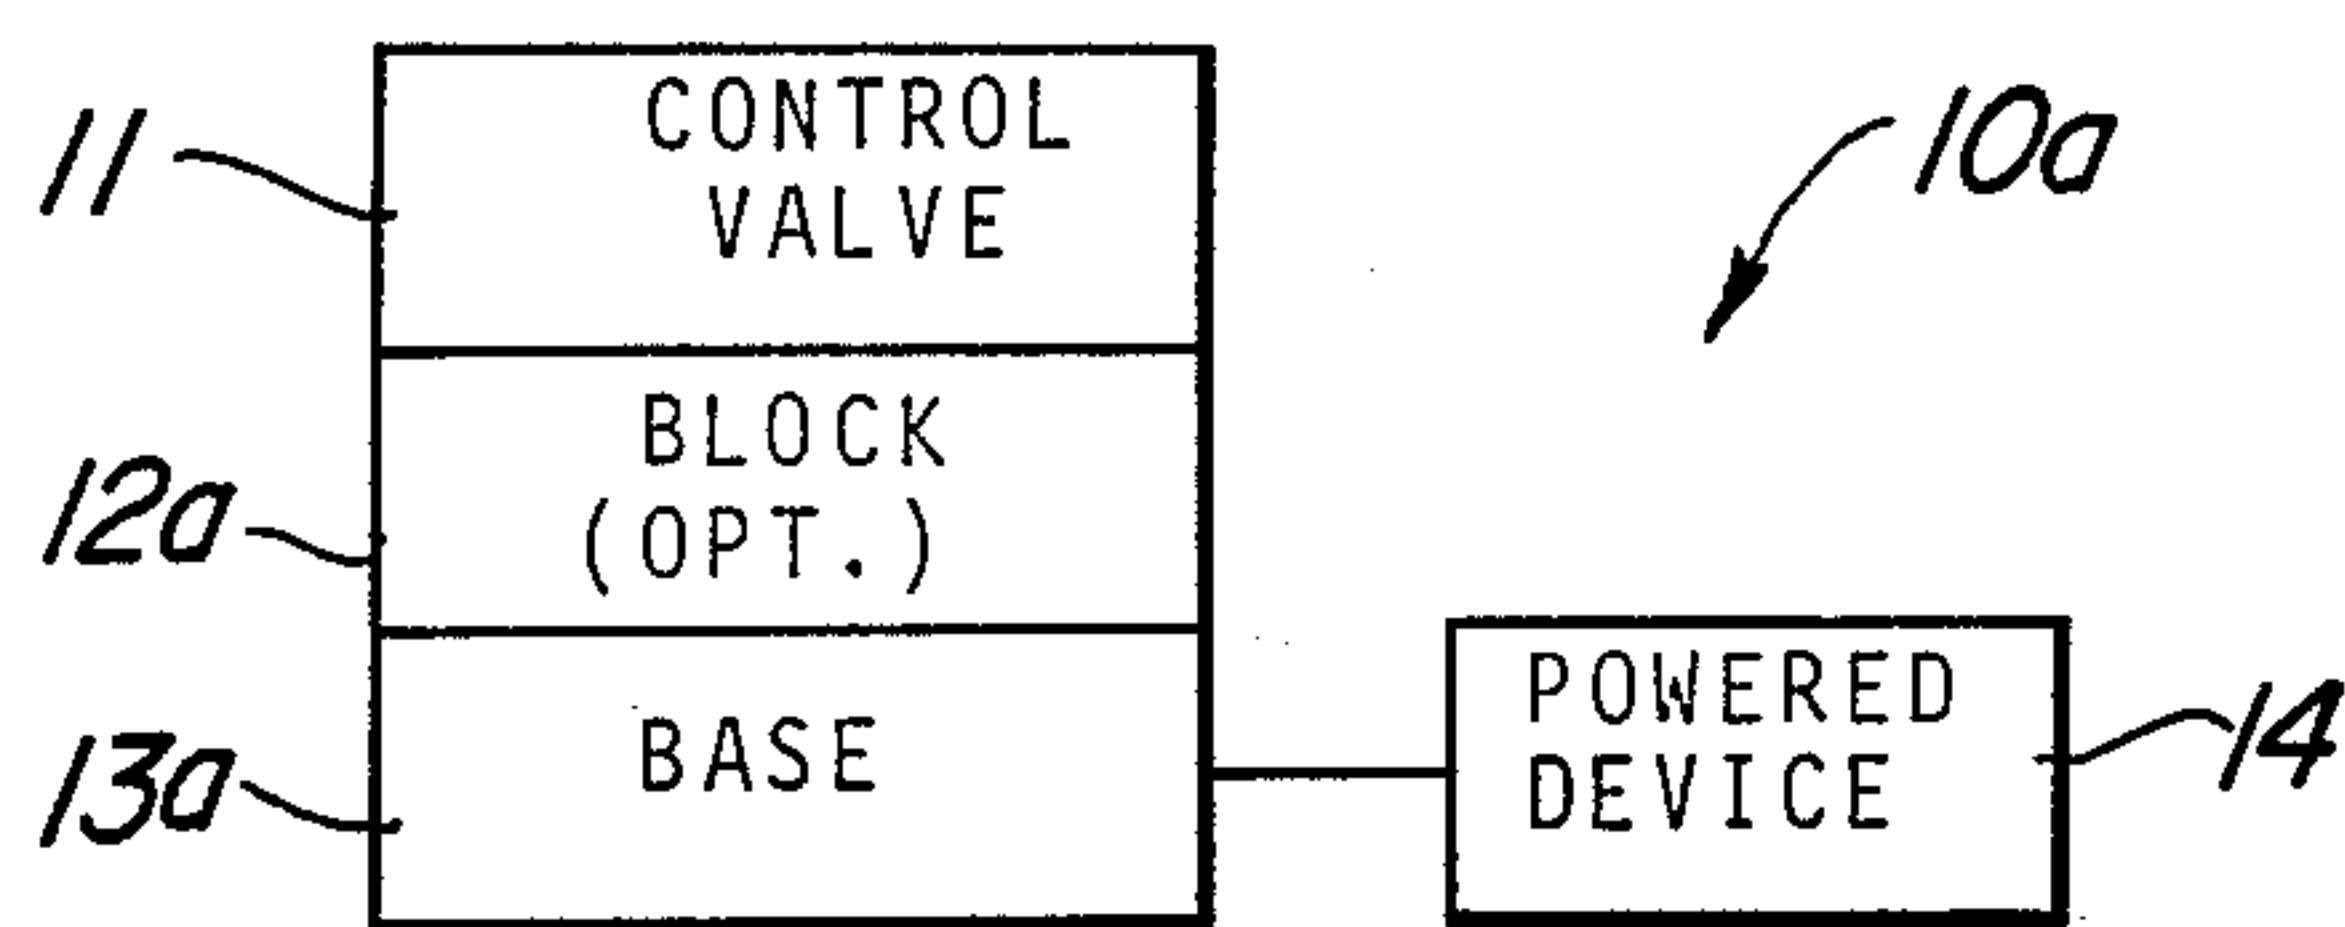 CONTROL
VALVE
11
10a
BLOCK
(OPT.)
12a
BASE
13a
POWERED
DEVICE
14